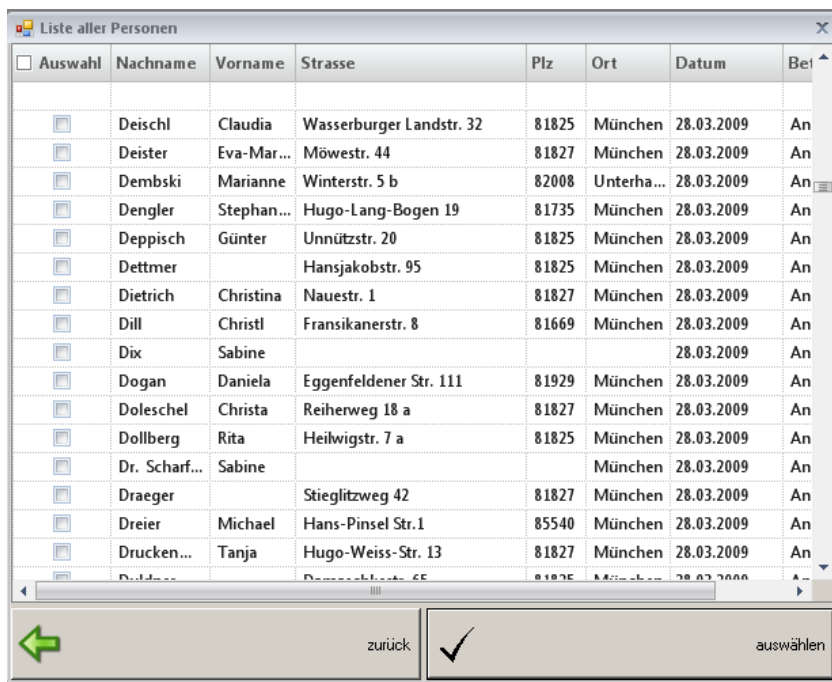 Liste aller Personen
Auswahl Nachname Vorname Strasse Plz Ort Datum
Deischl Claudia Wasserburger Landstr. 32 81825 München 28.03.2009 An
Deister Eva-Mar... Möwestr. 44 81827 München 28.03.2009 An
Dembski Marianne Winterstr. 5 b 82008 Unterha... 28.03.2009 An
Dengler Stephan... Hugo-Lang-Bogen 19 81735 München 28.03.2009 An
Deppisch Günter Unnützstr. 20 81825 München 28.03.2009 An
Dettmer Hansjakobstr. 95 81825 München 28.03.2009 An
Dietrich Christina Nauestr. 1 81827 München 28.03.2009 An
Dill Christl Fransikanerstr. 8 81669 München 28.03.2009 An
Dix Sabine 28.03.2009 An
Dogan Daniela Eggenfeldener Str. 111 81929 München 28.03.2009 An
Doleschel Christa Reiherweg 18 a 81827 München 28.03.2009 An
Dollberg Rita Heilwigstr. 7 a 81825 München 28.03.2009 An
Dr. Scharf... Sabine München 28.03.2009 An
Draeger Stieglitzweg 42 81827 München 28.03.2009 An
Dreier Michael Hans-Pinsel Str.1 85540 München 28.03.2009 An
Drucken... Tanja Hugo-Weiss-Str. 13 81827 München 28.03.2009 An
zurück auswählen